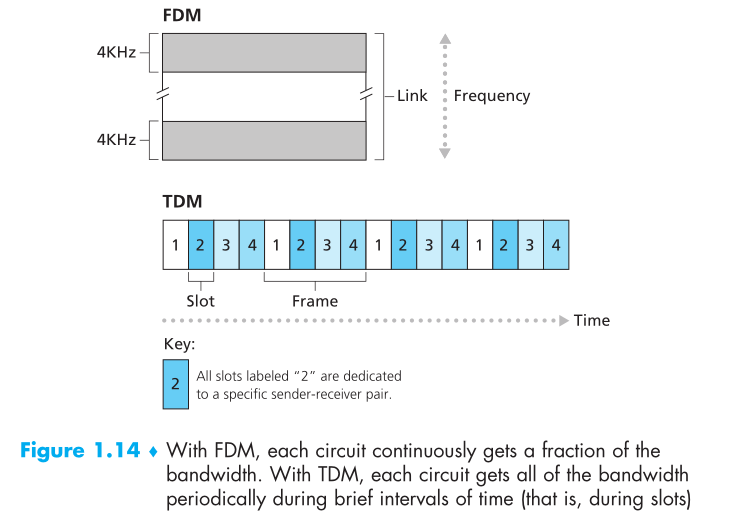 FDM
4KHz
Link
Frequency
4KHz
TDM
1 2 3 4 1 2 3 4 1 2 3 4 1 2 3 4
Slot
Frame
Time
Key:
2
All slots labeled “2” are dedicated
to a specific sender-receiver pair.
Figure 1.14 ♦ With FDM, each circuit continuously gets a fraction of the
bandwidth. With TDM, each circuit gets all of the bandwidth
periodically during brief intervals of time (that is, during slots)